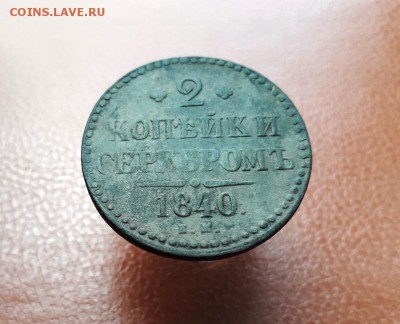 COINS.LAVE.RU
2
КОПѢЙКИ
СЕРЕБРОМЪ
1840.